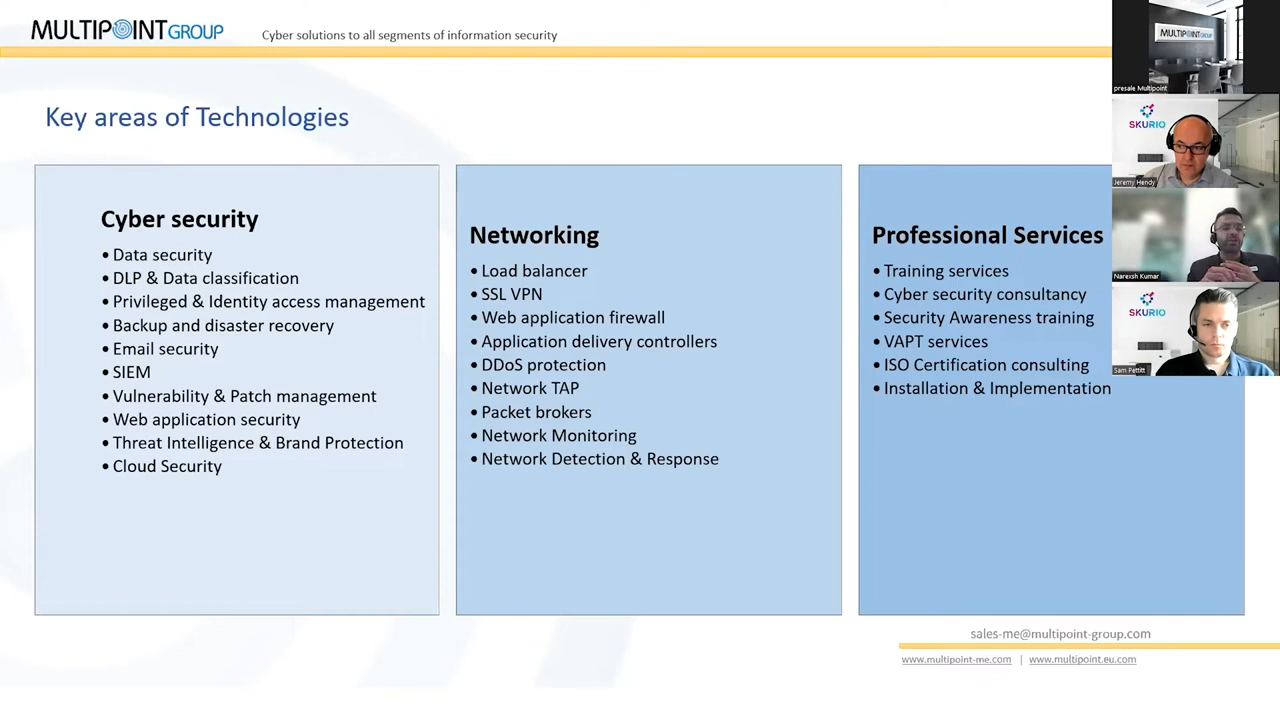 MULTIPOINT GROUP
Cyber solutions to all segments of information security
Key areas of Technologies
Cyber security
• Data security
• DLP & Data classification
• Privileged & Identity access management
• Backup and disaster recovery
• Email security
• SIEM
• Vulnerability & Patch management
• Web application security
• Threat Intelligence & Brand Protection
• Cloud Security
Networking
• Load balancer
• SSL VPN
• Web application firewall
• Application delivery controllers
• DDoS protection
• Network TAP
• Packet brokers
• Network Monitoring
• Network Detection & Response
Professional Services
• Training services
• Cyber security consultancy
• Security Awareness training
• VAPT services
• ISO Certification consulting
• Installation & Implementation
sales-me@multipoint-group.com
www.multipoint-me.com | www.multipoint.eu.com
MULTIPOINT GROUP
presale Multipoint
SKURIO
Jeremy Hendy
Narexsh Kumar
SKURIO
Sam Pettitt